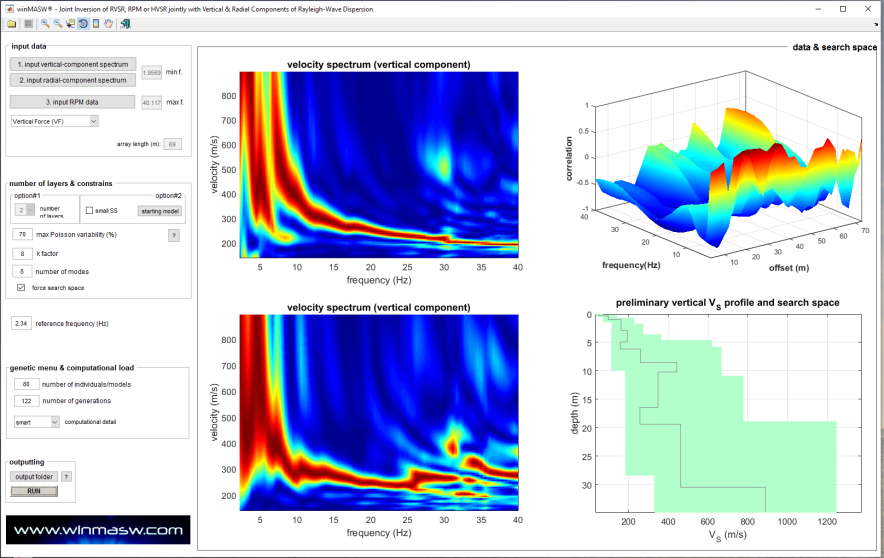 winMASW® - Joint Inversion of RVSR, RPM or HVSR jointly with Vertical & Radial Components of Rayleigh-Wave Dispersion
input data
1. input vertical-component spectrum
2. input radial-component spectrum
1.9569 min f.
3. input RPM data
40.117 max f.
Vertical Force (VF)
array length (m): 69
number of layers & constrains
option#1
option#2
2 number of layers
small SS
starting model
70 max Poisson variability (%) ?
8 k factor
8 number of modes
force search space
2.34 reference frequency (Hz)
genetic menu & computational load
80 number of individuals/models
122 number of generations
smart computational detail
outputting
output folder ?
RUN
www.winmasw.com
data & search space
velocity spectrum (vertical component)
velocity (m/s)
900
800
700
600
500
400
300
200
5 10 15 20 25 30 35 40
frequency (Hz)
correlation
1
0.5
0
-0.5
-1
40 30 20 10
frequency(Hz)
10 20 30 40 50 60 70
offset (m)
velocity spectrum (vertical component)
velocity (m/s)
800
700
600
500
400
300
200
5 10 15 20 25 30 35 40
frequency (Hz)
preliminary vertical VS profile and search space
depth (m)
0
5
10
15
20
25
30
200 400 600 800 1000 1200
VS (m/s)